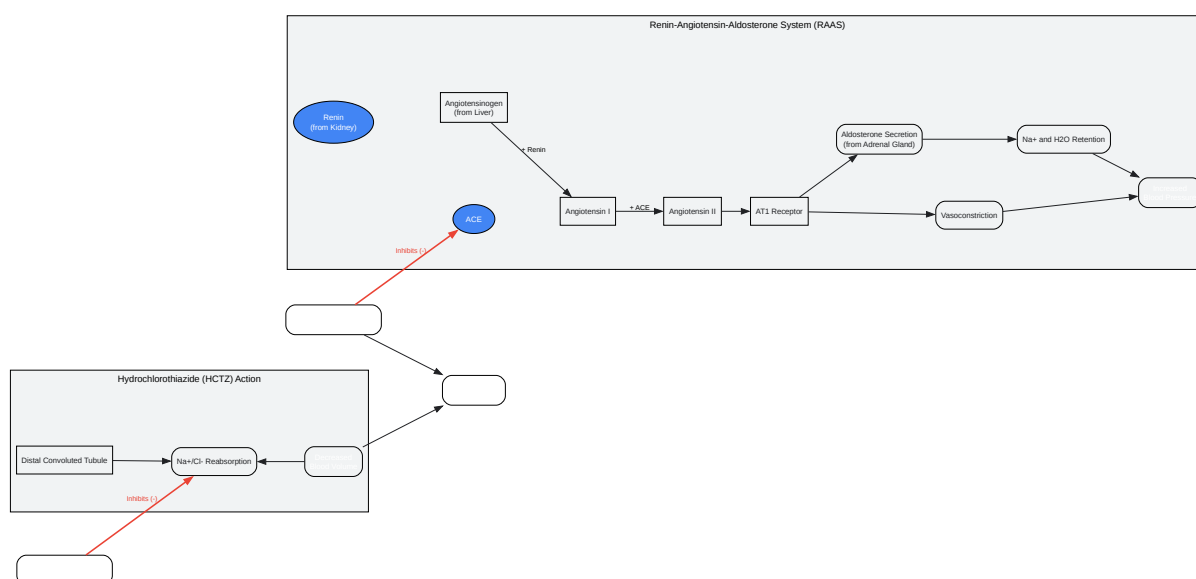 Renin-Angiotensin-Aldosterone System (RAAS)
Renin
(from Kidney)
Angiotensinogen
(from Liver)
+ Renin
Aldosterone Secretion
(from Adrenal Gland)
Na+ and H2O Retention
ACE
Angiotensin I
+ ACE
Angiotensin II
AT1 Receptor
Vasoconstriction
Inhibits (-)
Hydrochlorothiazide (HCTZ) Action
Distal Convoluted Tubule
Na+/Cl- Reabsorption
Inhibits (-)